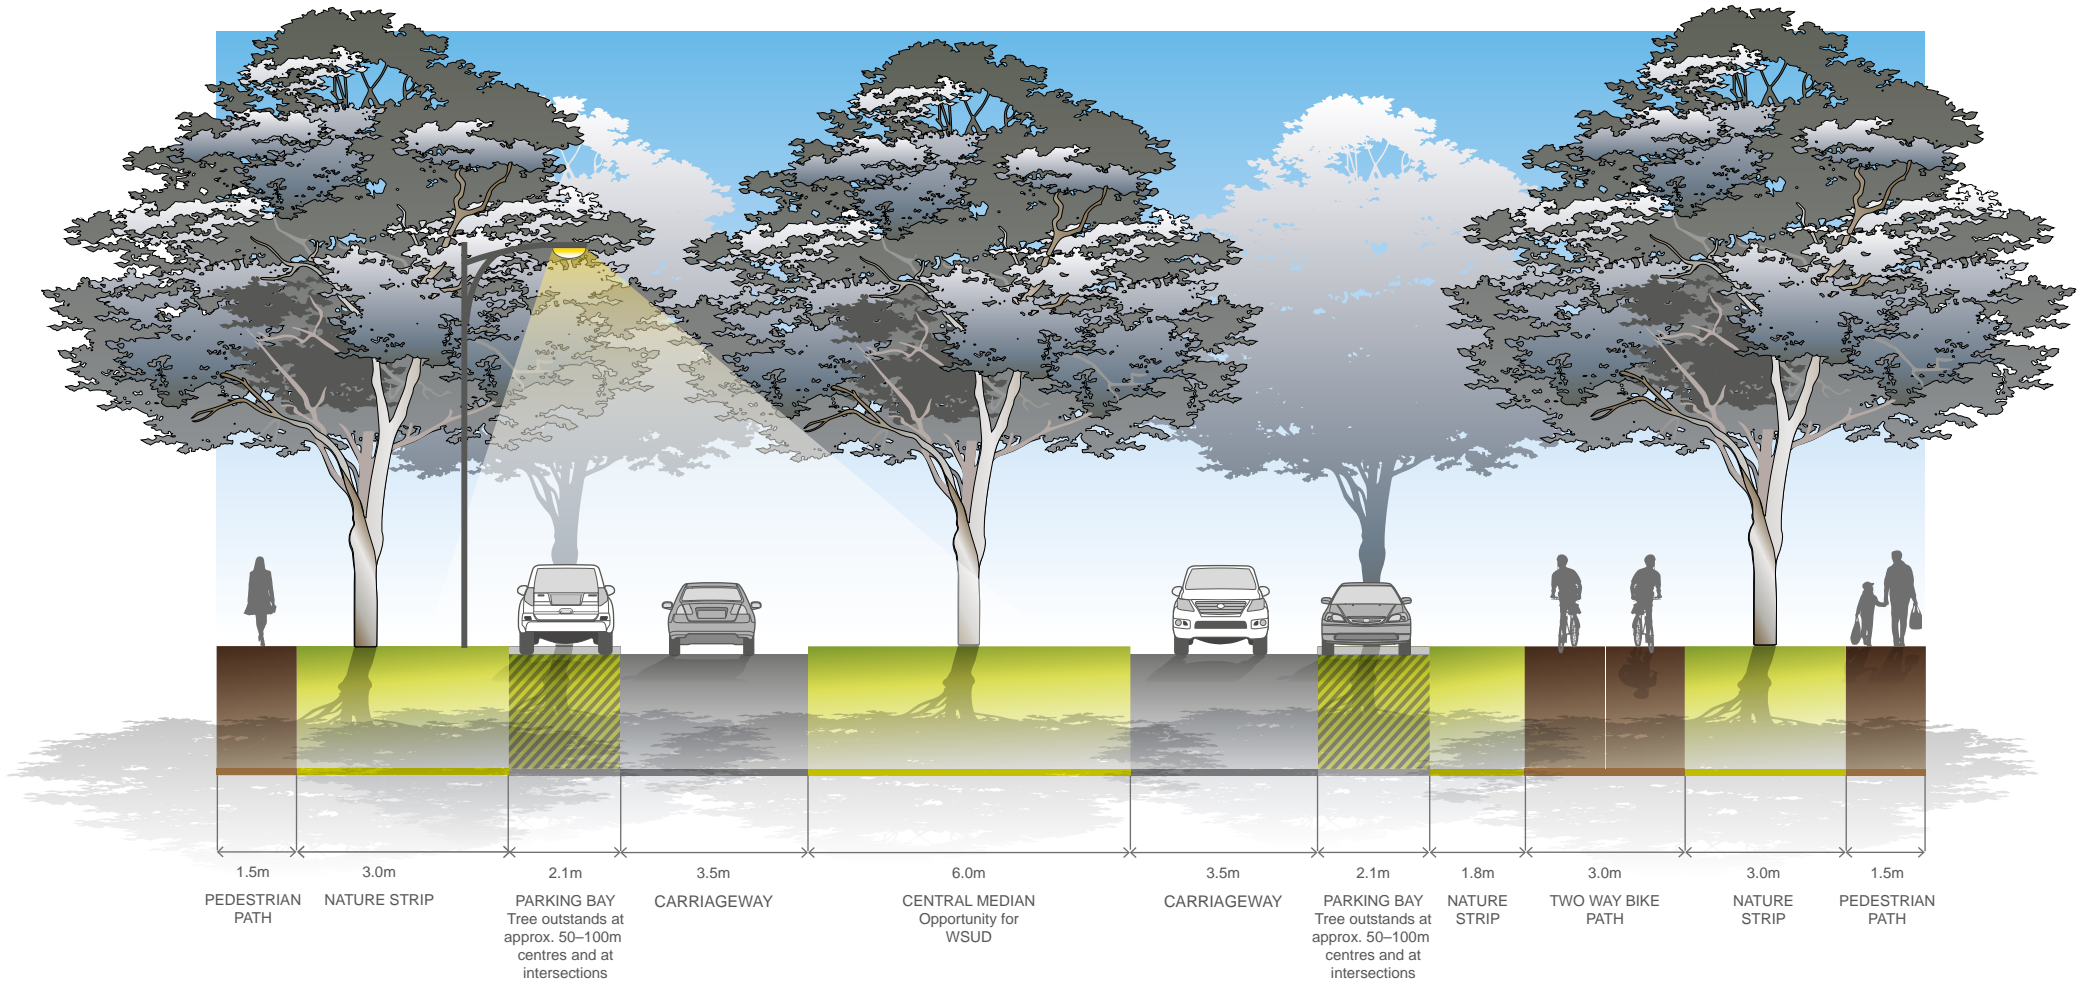 1.5m
3.0m
2.1m
3.5m
6.0m
3.5m
2.1m
1.8m
3.0m
3.0m
1.5m
PEDESTRIAN
PATH
NATURE STRIP
PARKING BAY
Tree outstands at
approx. 50–100m
centres and at
intersections
CARRIAGEWAY
CENTRAL MEDIAN
Opportunity for
WSUD
CARRIAGEWAY
PARKING BAY
Tree outstands at
approx. 50–100m
centres and at
intersections
NATURE
STRIP
TWO WAY BIKE
PATH
NATURE
STRIP
PEDESTRIAN
PATH